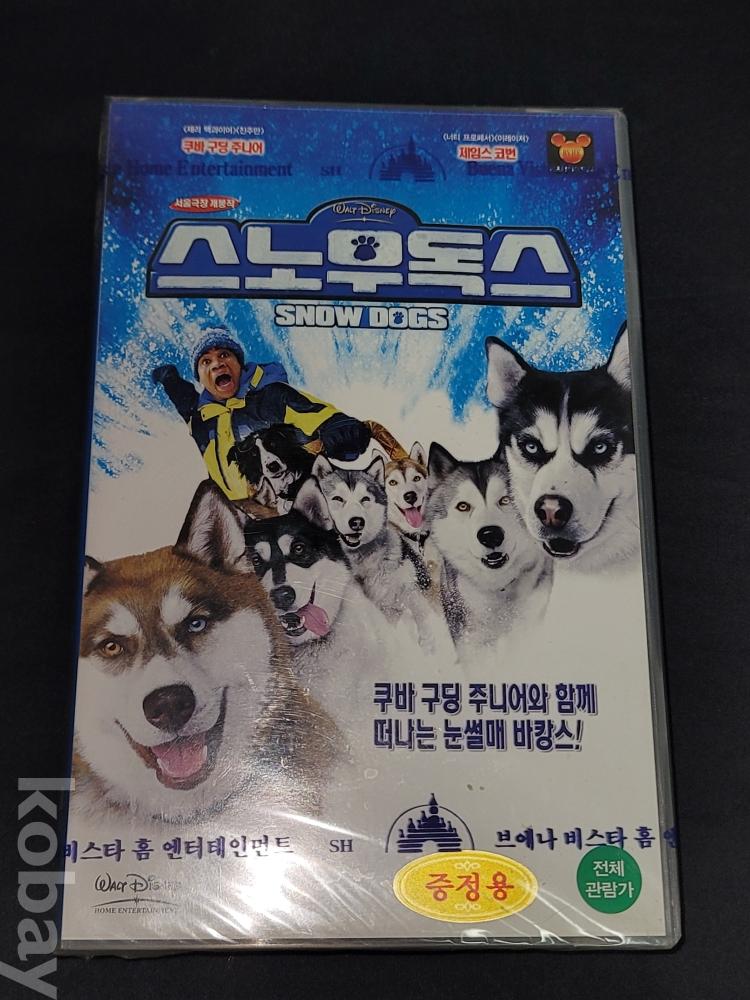 <제리 맥과이어><진주만>
쿠바 구딩 주니어
<너티 프로페서><이레이저>
제임스 코번
Home Entertainment SH Buena Vis
서울극장 개봉작
WALT DISNEY
스노우독스
SNOW DOGS
쿠바 구딩 주니어와 함께
떠나는 눈썰매 바캉스!
비스타 홈 엔터테인먼트 SH 브에나 비스타 홈 엔
WALT DIS
HOME ENTERTAINMENT
증정용
전체
관람가
kobay